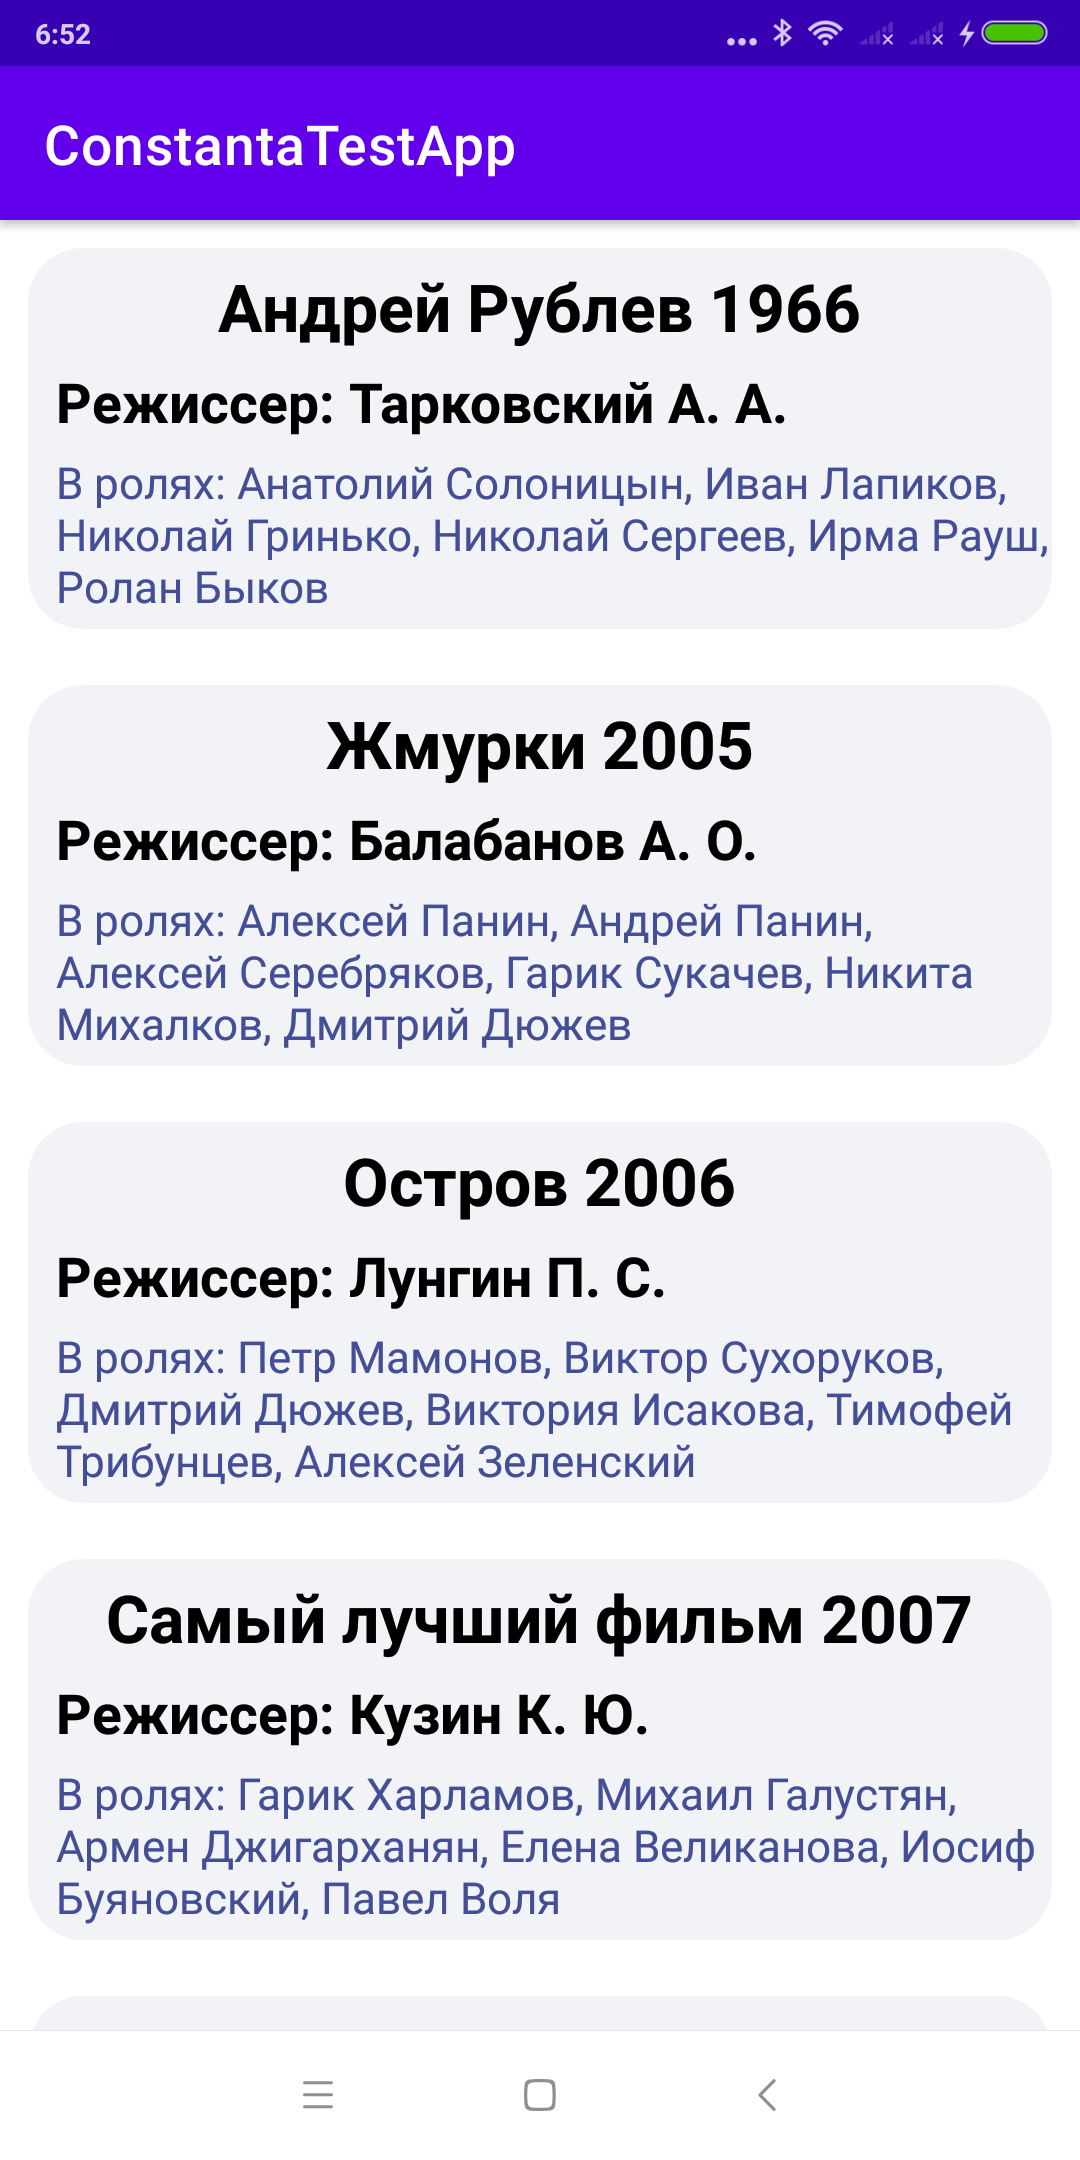 6:52
ConstantaTestApp
Андрей Рублев 1966
Режиссер: Тарковский А. А.
В ролях: Анатолий Солоницын, Иван Лапиков,
Николай Гринько, Николай Сергеев, Ирма Рауш,
Ролан Быков
Жмурки 2005
Режиссер: Балабанов А. О.
В ролях: Алексей Панин, Андрей Панин,
Алексей Серебряков, Гарик Сукачев, Никита
Михалков, Дмитрий Дюжев
Остров 2006
Режиссер: Лунгин П. С.
В ролях: Петр Мамонов, Виктор Сухоруков,
Дмитрий Дюжев, Виктория Исакова, Тимофей
Трибунцев, Алексей Зеленский
Самый лучший фильм 2007
Режиссер: Кузин К. Ю.
В ролях: Гарик Харламов, Михаил Галустян,
Армен Джигарханян, Елена Великанова, Иосиф
Буяновский, Павел Воля